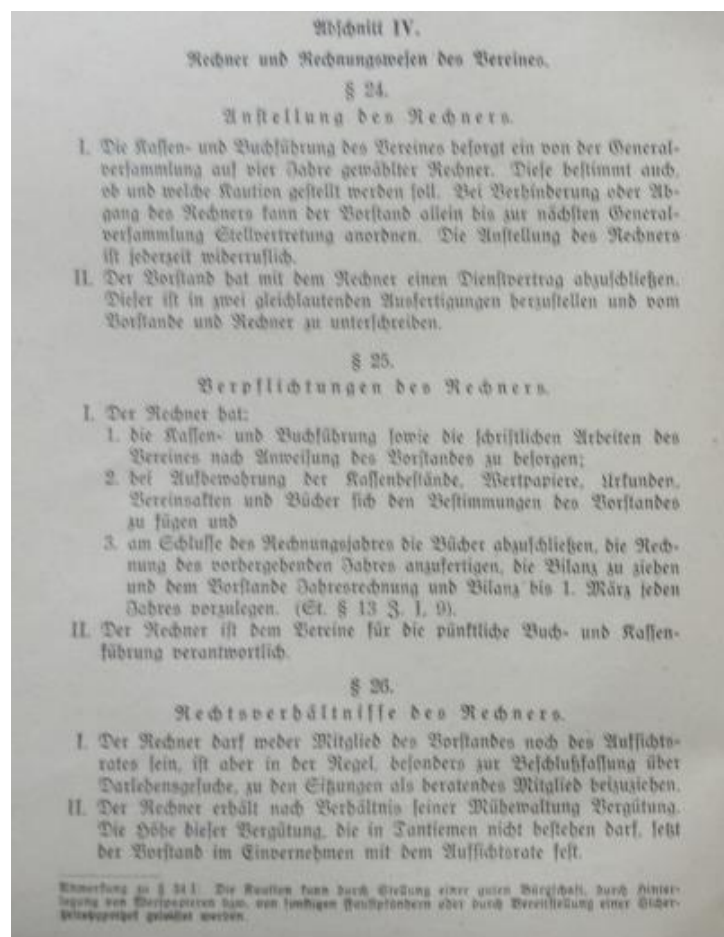 Abschnitt IV.
Rechner und Rechnungswesen des Vereines.
§ 24.
Anstellung des Rechners.
I. Die Kassen- und Buchführung des Vereines besorgt ein von der General-
versammlung auf vier Jahre gewählter Rechner. Diese bestimmt auch,
ob und welche Kaution gestellt werden soll. Bei Verhinderung oder Ab-
gang des Rechners kann der Vorstand allein bis zur nächsten General-
versammlung Stellvertretung anordnen. Die Anstellung des Rechners
ist jederzeit widerruflich.
II. Der Vorstand hat mit dem Rechner einen Dienstvertrag abzuschließen.
Dieser ist in zwei gleichlautenden Ausfertigungen herzustellen und vom
Vorstande und Rechner zu unterschreiben.
§ 25.
Verpflichtungen des Rechners.
I. Der Rechner hat:
1. die Kassen- und Buchführung sowie die schriftlichen Arbeiten des
Vereines nach Anweisung des Vorstandes zu besorgen;
2. bei Aufbewahrung der Kassenbestände, Wertpapiere, Urkunden,
Vereinsakten und Bücher sich den Bestimmungen des Vorstandes
zu fügen und
3. am Schlusse des Rechnungsjahres die Bücher abzuschließen, die Rech-
nung des vorhergehenden Jahres anzufertigen, die Bilanz zu ziehen
und dem Vorstande Jahresrechnung und Bilanz bis 1. März jeden
Jahres vorzulegen. (St. § 13 Z. I, 9).
II. Der Rechner ist dem Vereine für die pünktliche Buch- und Kassen-
führung verantwortlich.
§ 26.
Rechtsverhältnisse des Rechners.
I. Der Rechner darf weder Mitglied des Vorstandes noch des Aufsichts-
rates sein, ist aber in der Regel, besonders zur Beschlußfassung über
Darlehensgesuche, zu den Sitzungen als beratendes Mitglied beizuziehen.
II. Der Rechner erhält nach Verhältnis seiner Mühewaltung Vergütung.
Die Höhe dieser Vergütung, die in Tantiemen nicht bestehen darf, setzt
der Vorstand im Einvernehmen mit dem Aufsichtsrate fest.
Anmerkung zu § 24 I. Die Kaution kann durch Stellung einer guten Bürgschaft, durch Hinter-
legung von Wertpapieren bzw. von sonstigen Faustpfändern oder durch Bereitstellung einer Sicher-
heitshypothek geleistet werden.